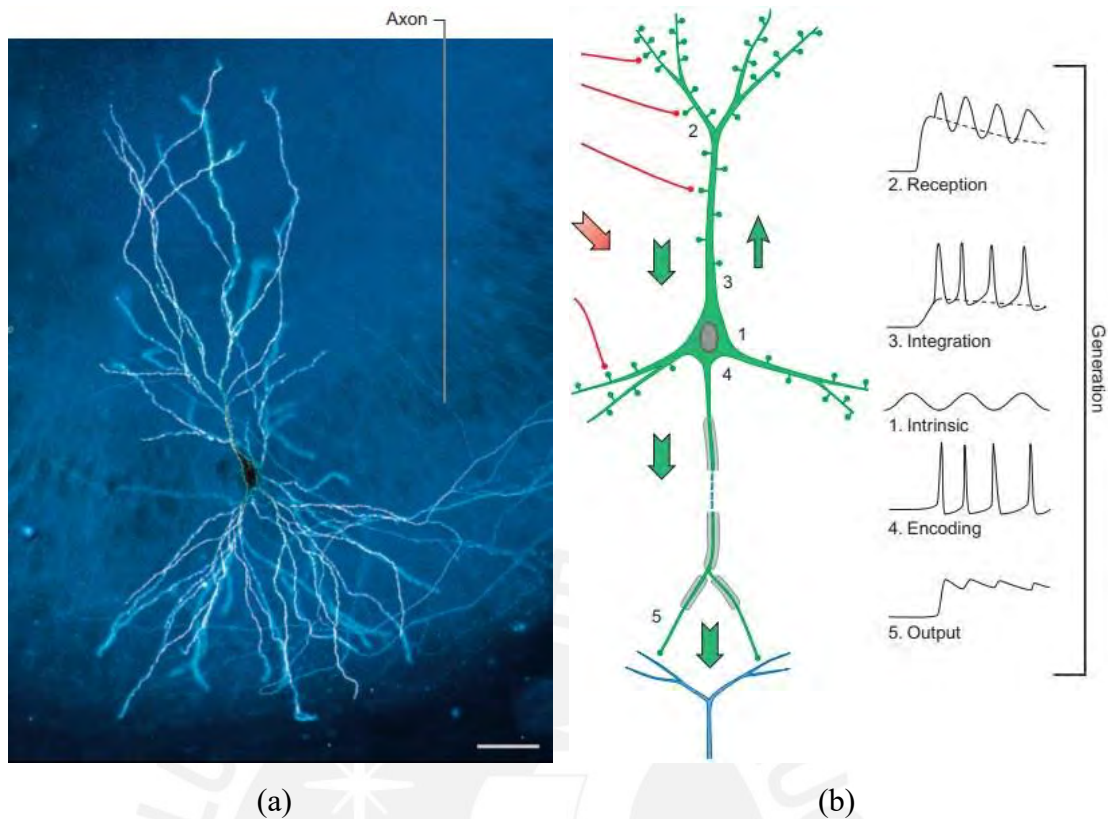 Axon
2
3
1
4
5
2. Reception
3. Integration
1. Intrinsic
4. Encoding
5. Output
Generation
(a)
(b)